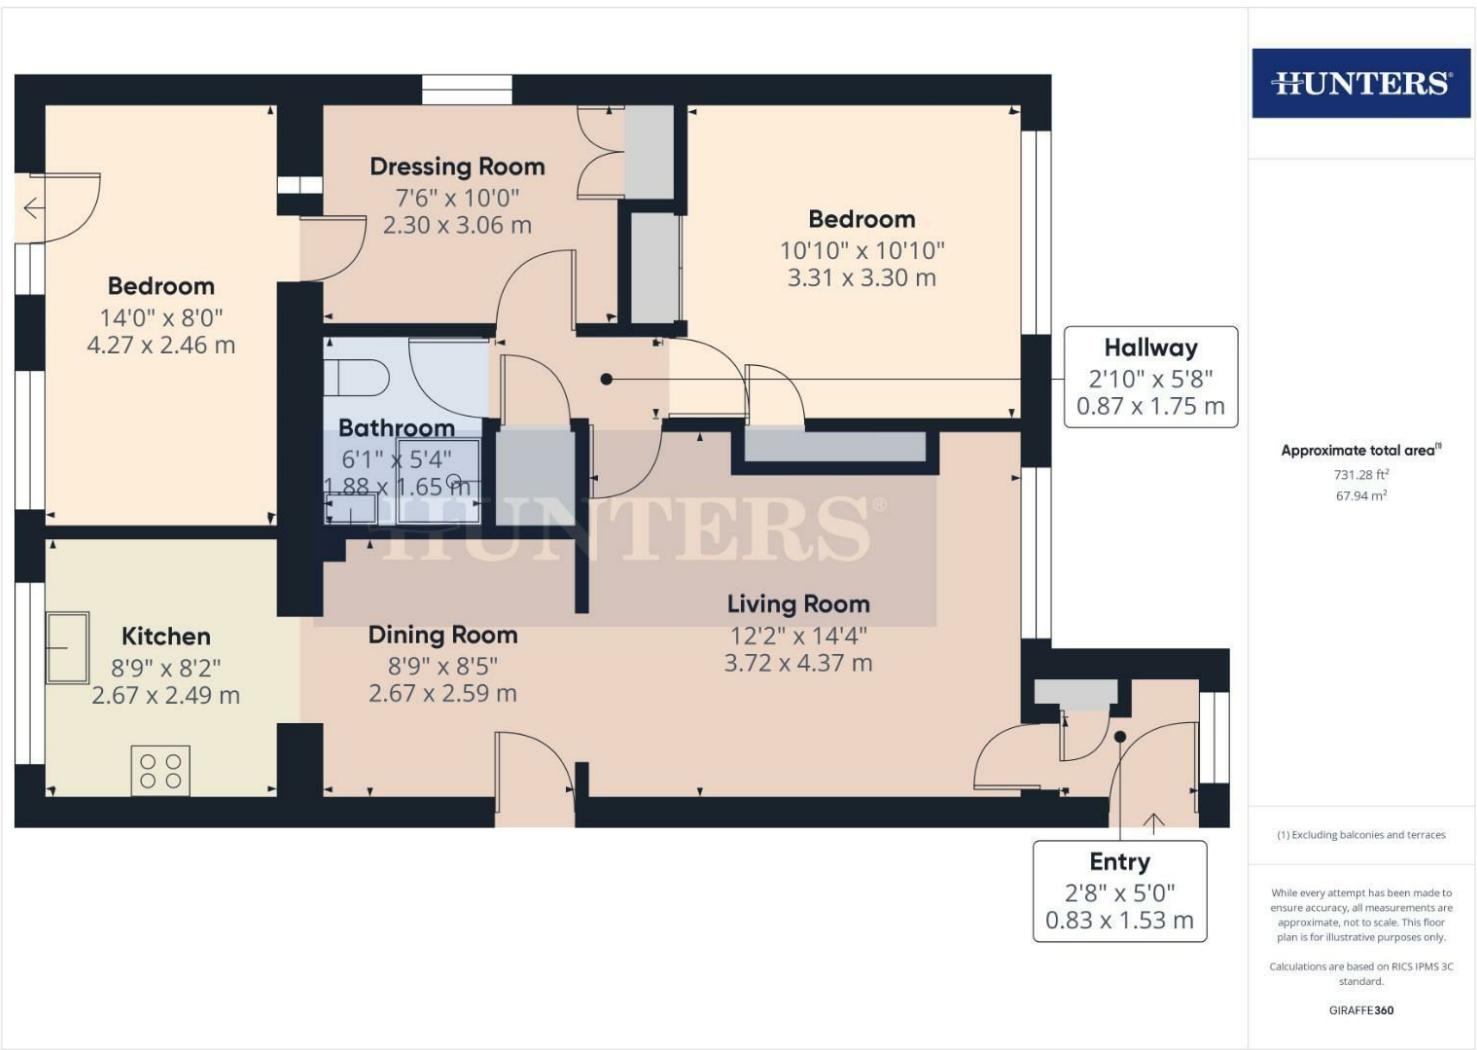 HUNTERS®
Dressing Room
7'6" x 10'0"
2.30 x 3.06 m
Bedroom
10'10" x 10'10"
3.31 x 3.30 m
Bedroom
14'0" x 8'0"
4.27 x 2.46 m
Hallway
2'10" x 5'8"
0.87 x 1.75 m
Bathroom
6'1" x 5'4"
1.88 x 1.65 m
HUNTERS®
Kitchen
8'9" x 8'2"
2.67 x 2.49 m
Dining Room
8'9" x 8'5"
2.67 x 2.59 m
Living Room
12'2" x 14'4"
3.72 x 4.37 m
Entry
2'8" x 5'0"
0.83 x 1.53 m
Approximate total area(1)
731.28 ft²
67.94 m²
(1) Excluding balconies and terraces
While every attempt has been made to
ensure accuracy, all measurements are
approximate, not to scale. This floor
plan is for illustrative purposes only.
Calculations are based on RICS IPMS 3C
standard.
GIRAFFE360